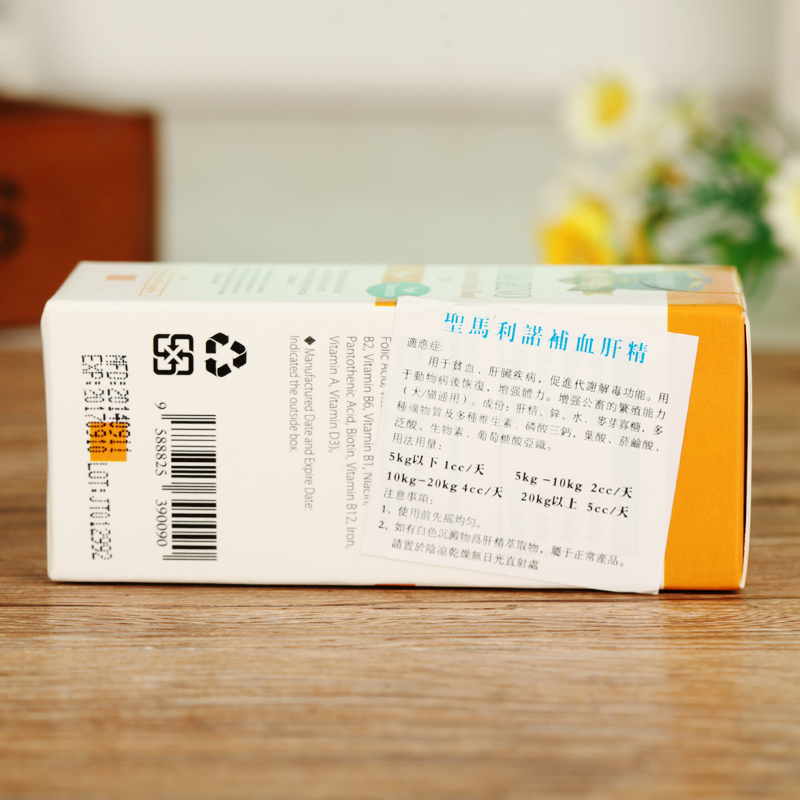 聖馬利諾補血肝精
適應症:
用于貧血、肝臟疾病，促進代謝解毒功能。用
于動物病後恢復，增强體力。增强公畜的繁殖能力
（犬/猫通用）。成份：肝精、鋅、水、麥芽寡糖，多
種礦物質及多種維生素、磷酸三鈣，葉酸、菸鹼酸、
泛酸、生物素、葡萄糖酸亞鐵。
用法用量：
5kg以下 1cc/天
5kg-10kg 2cc/天
10kg-20kg 4cc/天
20kg以上 5cc/天
注意事項：
1、使用前先摇均勻。
2、如有白色沉澱物爲肝精萃取物，屬于正常産品。
請置於陰凉乾燥無日光直射處
Folic Acid,
B2, Vitamin B6, Vitamin B1, Niacin,
Pantothenic Acid, Biotin, Vitamin B12, Iron,
Vitamin A, Vitamin D3)。
◆ Manufactured Date and Expire Date:
Indicated the outside box.
9 588825 390090
MFD:20140911
EXP:20170910 LOT:JT012992